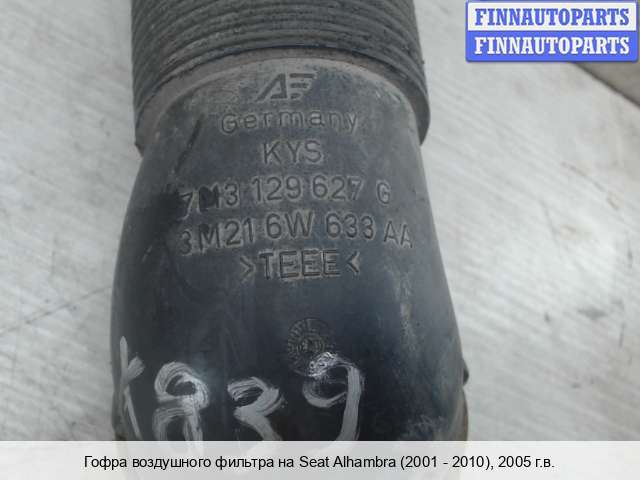 FINNAUTOPARTS
FINNAUTOPARTS
Germany
KYS
7M3 129 627 G
3M21 6W 633 AA
>TEEE<
K839
Гофра воздушного фильтра на Seat Alhambra (2001 - 2010), 2005 г.в.